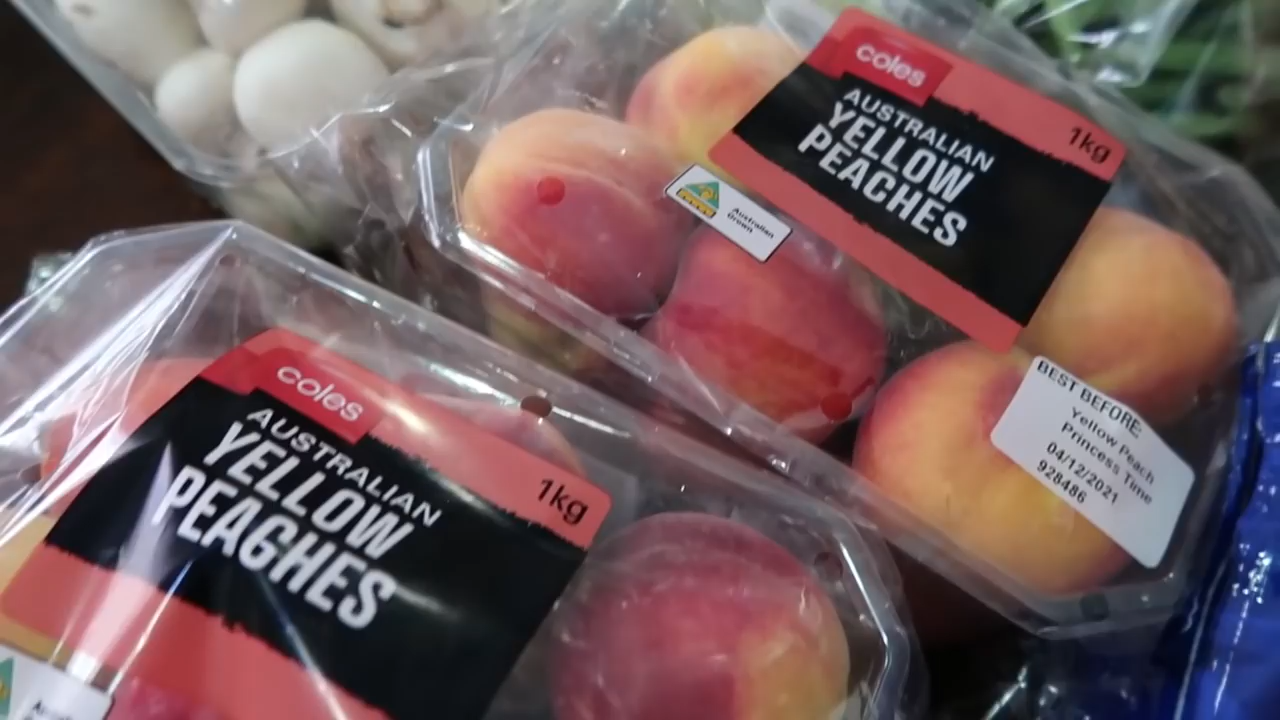 coles
AUSTRALIAN
YELLOW
PEACHES
1kg
Australian
Grown
BEST BEFORE:
Yellow Peach
Princess Time
04/12/2021
928486
coles
AUSTRALIAN
YELLOW
PEACHES
1kg